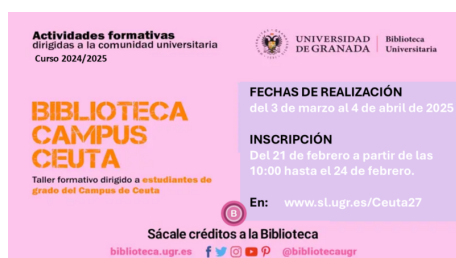 Actividades formativas
dirigidas a la comunidad universitaria
Curso 2024/2025
UNIVERSIDAD
DE GRANADA
Biblioteca
Universitaria
BIBLIOTECA
CAMPUS
CEUTA
Taller formativo dirigido a estudiantes de
grado del Campus de Ceuta
FECHAS DE REALIZACIÓN
del 3 de marzo al 4 de abril de 2025
INSCRIPCIÓN
Del 21 de febrero a partir de las
10:00 hasta el 24 de febrero.
En: www.sl.ugr.es/Ceuta27
B
Sácale créditos a la Biblioteca
biblioteca.ugr.es @bibliotecaugr